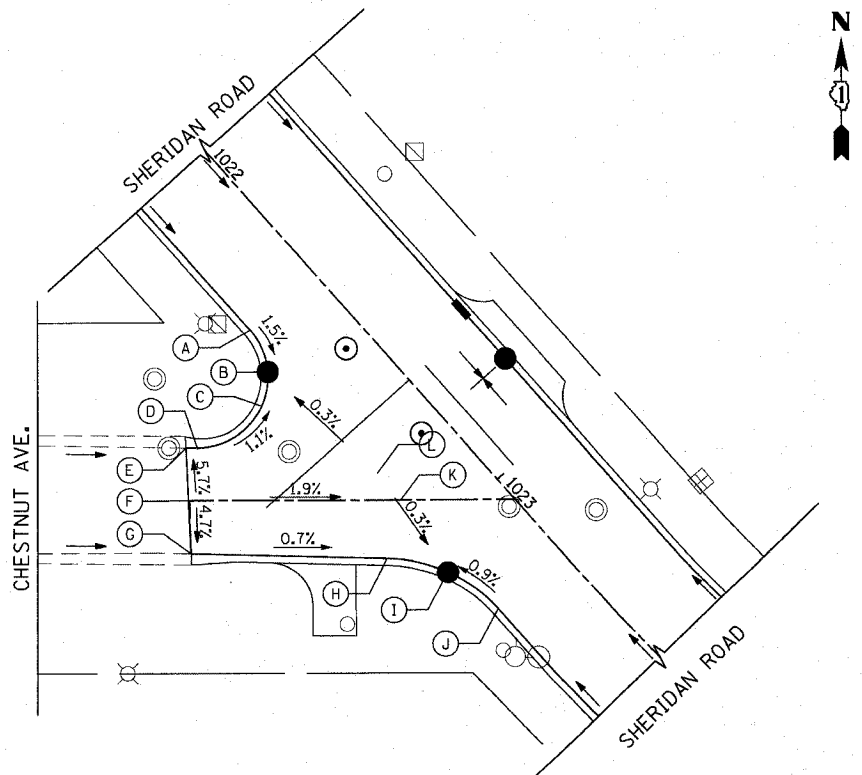 N
1
SHERIDAN ROAD
1022
A
1.5%
B
C
D
1.1%
0.3%
E
L
K
5.7%
F
1.9%
1023
4.7%
0.3%
G
0.7%
H
0.9%
I
J
CHESTNUT AVE.
SHERIDAN ROAD